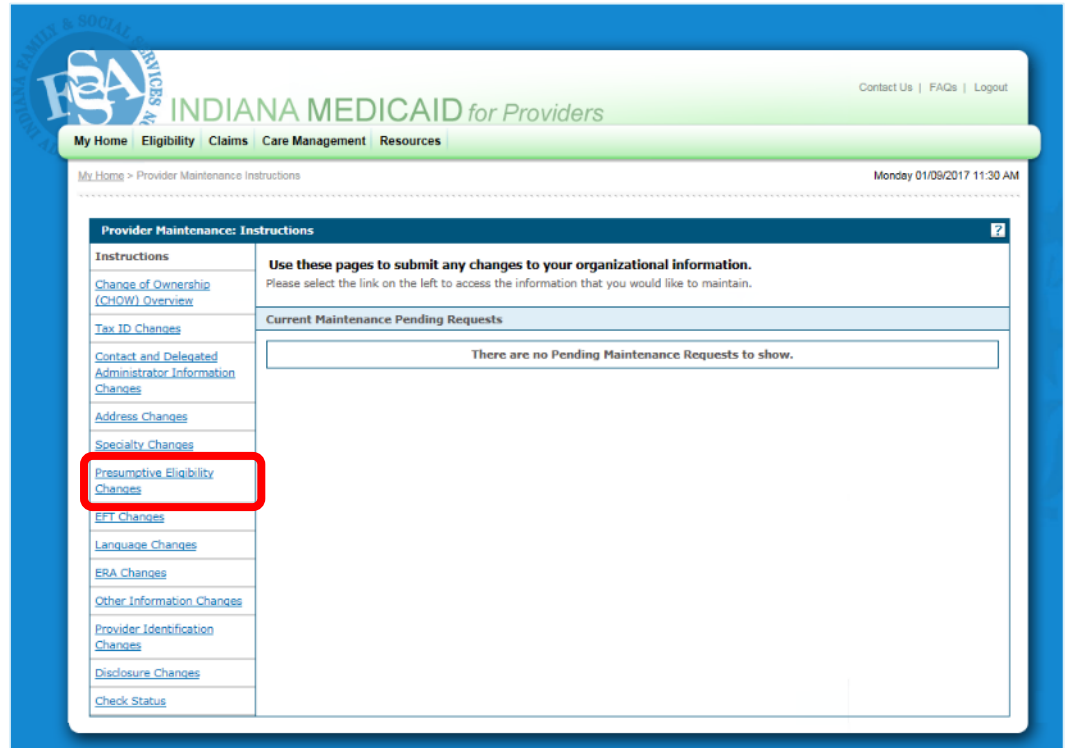 INDIANA FAMILY & SOCIAL SERVICES
FSSA
Contact Us | FAQs | Logout
INDIANA MEDICAID for Providers
My Home Eligibility Claims Care Management Resources
My Home > Provider Maintenance Instructions
Monday 01/09/2017 11:30 AM
Provider Maintenance: Instructions
?
Instructions
Change of Ownership
(CHOW) Overview
Tax ID Changes
Contact and Delegated
Administrator Information
Changes
Address Changes
Specialty Changes
Presumptive Eligibility
Changes
EFT Changes
Language Changes
ERA Changes
Other Information Changes
Provider Identification
Changes
Disclosure Changes
Check Status
Use these pages to submit any changes to your organizational information.
Please select the link on the left to access the information that you would like to maintain.
Current Maintenance Pending Requests
There are no Pending Maintenance Requests to show.